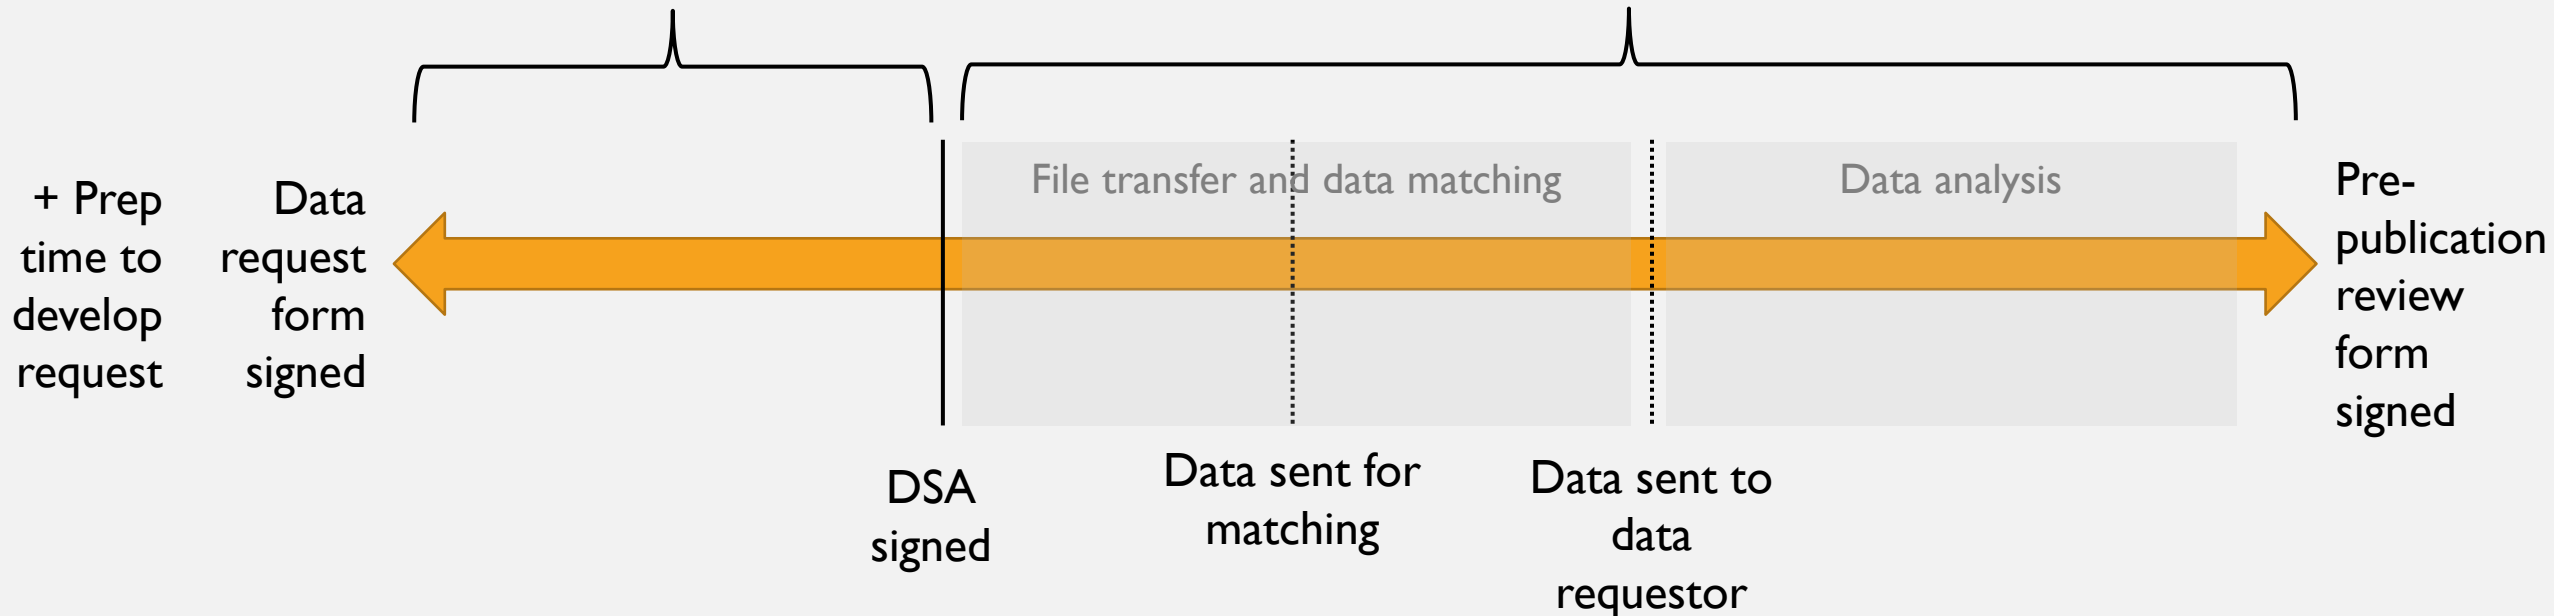 + Prep
time to
develop
request
Data
request
form
signed
DSA
signed
File transfer and data matching
Data sent for
matching
Data sent to
data
requestor
Data analysis
Pre-
publication
review
form
signed